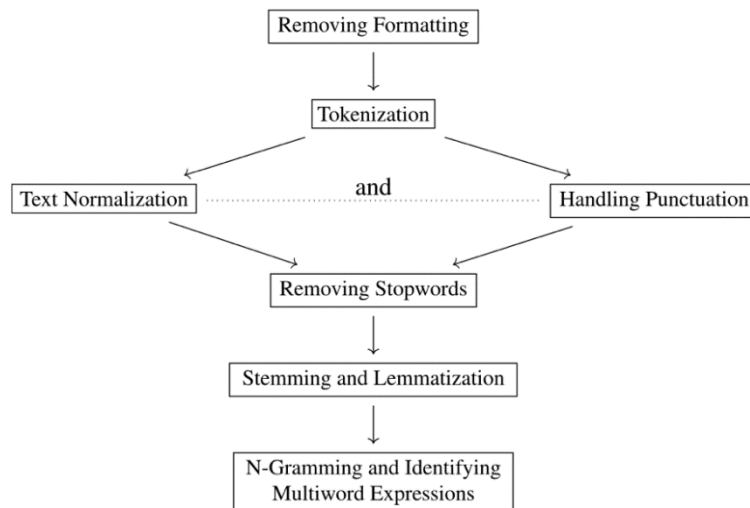 Removing Formatting
Tokenization
Text Normalization
and
Handling Punctuation
Removing Stopwords
Stemming and Lemmatization
N-Gramming and Identifying
Multiword Expressions